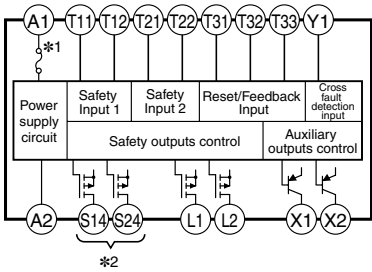 A1 T11 T12 T21 T22 T31 T32 T33 Y1
*1
Power
supply
circuit
Safety
Input 1
Safety
Input 2
Reset/Feedback
Input
Cross
fault
detection
input
Safety outputs control
Auxiliary
outputs control
A2 S14 S24 L1 L2 X1 X2
*2